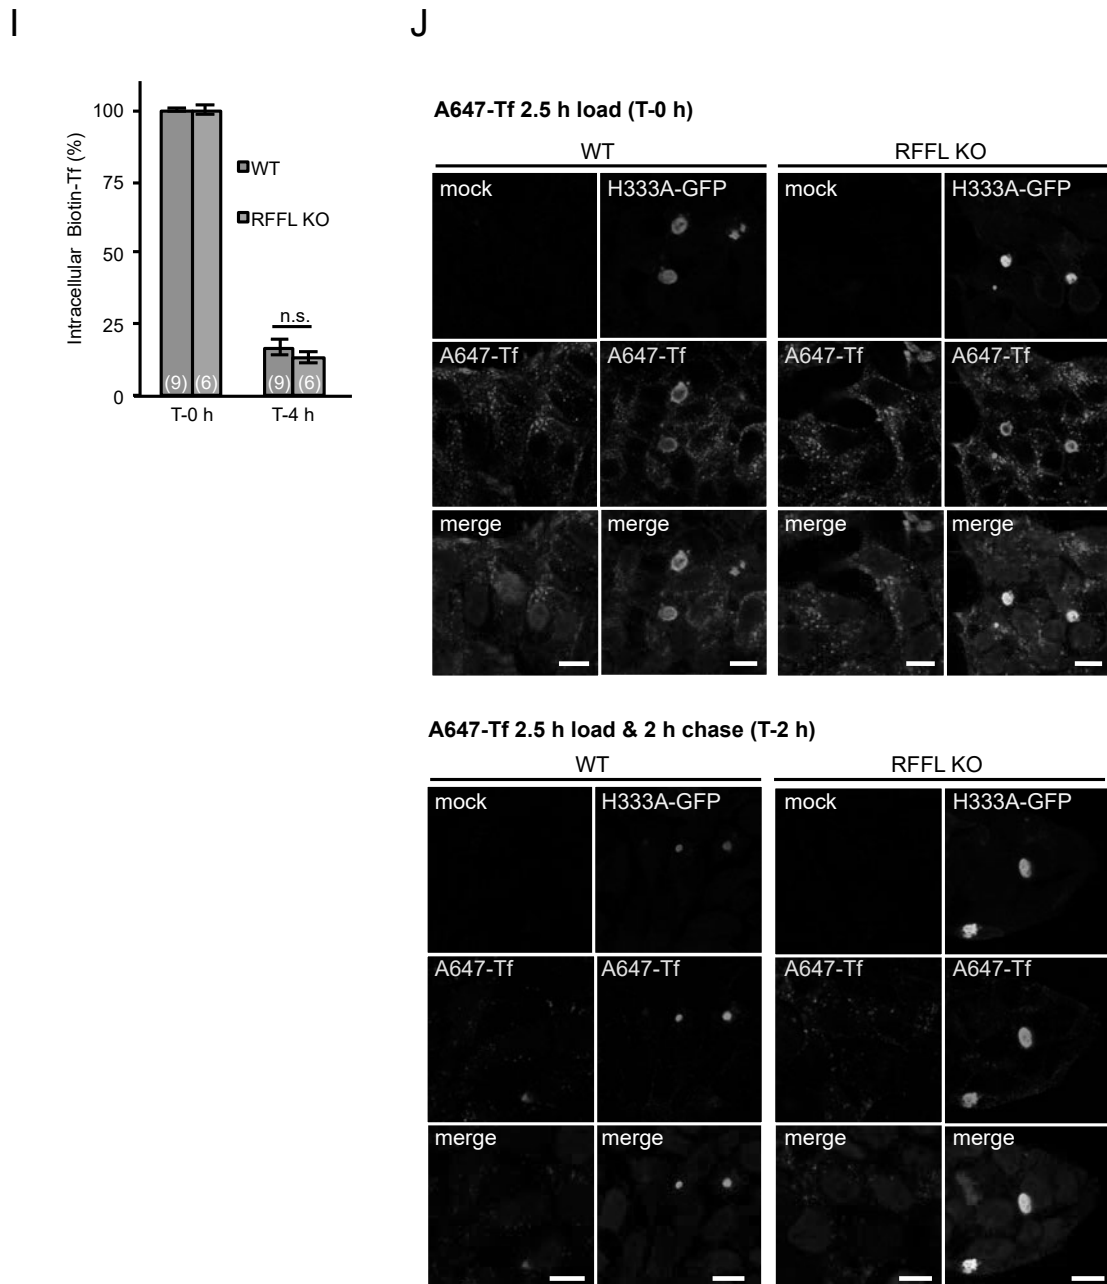 I
J
Intracellular Biotin-Tf (%)
100
75
50
25
0
WT
RFFL KO
n.s.
(9) (6) (9) (6)
T-0 h T-4 h
A647-Tf 2.5 h load (T-0 h)
WT RFFL KO
mock H333A-GFP mock H333A-GFP
A647-Tf A647-Tf A647-Tf A647-Tf
merge merge merge merge
A647-Tf 2.5 h load & 2 h chase (T-2 h)
WT RFFL KO
mock H333A-GFP mock H333A-GFP
A647-Tf A647-Tf A647-Tf A647-Tf
merge merge merge merge